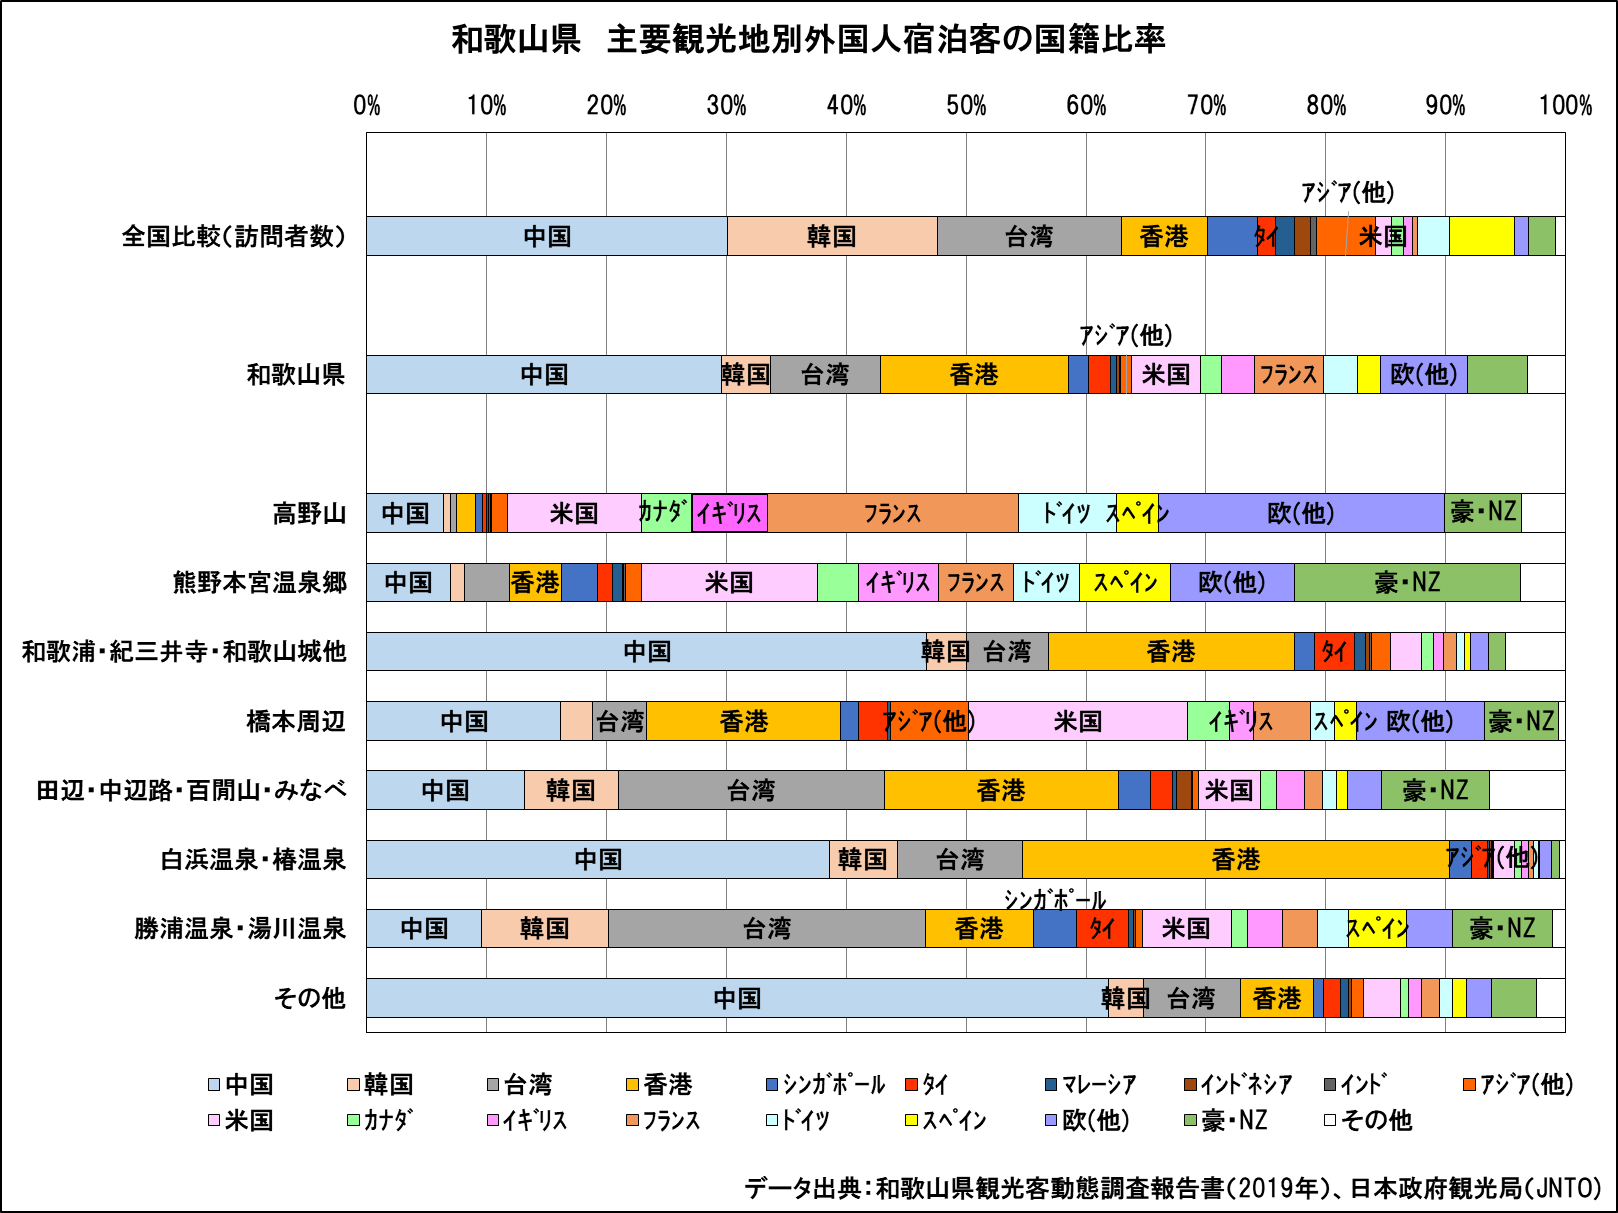 和歌山県　主要観光地別外国人宿泊客の国籍比率
0% 10% 20% 30% 40% 50% 60% 70% 80% 90% 100%
ｱｼﾞｱ(他)
全国比較(訪問者数) 中国 韓国 台湾 香港 ﾀｲ 米国
ｱｼﾞｱ(他)
和歌山県 中国 韓国 台湾 香港 米国 ﾌﾗﾝｽ 欧(他)
高野山 中国 米国 ｶﾅﾀﾞ ｲｷﾞﾘｽ ﾌﾗﾝｽ ﾄﾞｲﾂ ｽﾍﾟｲﾝ 欧(他) 豪・NZ
熊野本宮温泉郷 中国 香港 米国 ｲｷﾞﾘｽ ﾌﾗﾝｽ ﾄﾞｲﾂ ｽﾍﾟｲﾝ 欧(他) 豪・NZ
和歌浦・紀三井寺・和歌山城他 中国 韓国 台湾 香港 ﾀｲ
橋本周辺 中国 台湾 香港 ｱｼﾞｱ(他) 米国 ｲｷﾞﾘｽ ｽﾍﾟｲﾝ 欧(他) 豪・NZ
田辺・中辺路・百間山・みなべ 中国 韓国 台湾 香港 米国 豪・NZ
白浜温泉・椿温泉 中国 韓国 台湾 香港 ｱｼﾞｱ(他)
ｼﾝｶﾞﾎﾟｰﾙ
勝浦温泉・湯川温泉 中国 韓国 台湾 香港 ﾀｲ 米国 ｽﾍﾟｲﾝ 豪・NZ
その他 中国 韓国 台湾 香港
中国 韓国 台湾 香港 ｼﾝｶﾞﾎﾟｰﾙ ﾀｲ ﾏﾚｰｼｱ ｲﾝﾄﾞﾈｼｱ ｲﾝﾄﾞ ｱｼﾞｱ(他)
米国 ｶﾅﾀﾞ ｲｷﾞﾘｽ ﾌﾗﾝｽ ﾄﾞｲﾂ ｽﾍﾟｲﾝ 欧(他) 豪・NZ その他
データ出典：和歌山県観光客動態調査報告書(2019年)、日本政府観光局(JNTO)